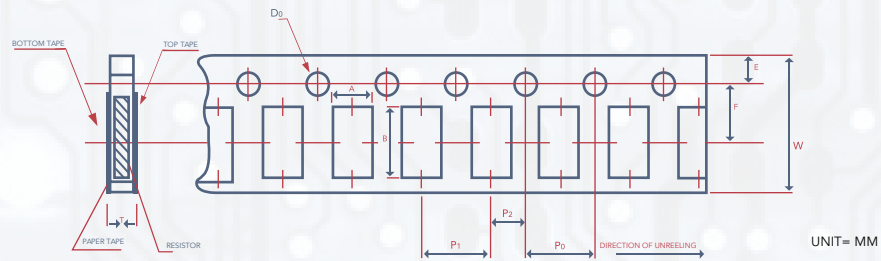 D0
BOTTOM TAPE
TOP TAPE
E
A
F
B
W
T
P2
P1
P0
DIRECTION OF UNREELING
PAPER TAPE
RESISTOR
UNIT= MM